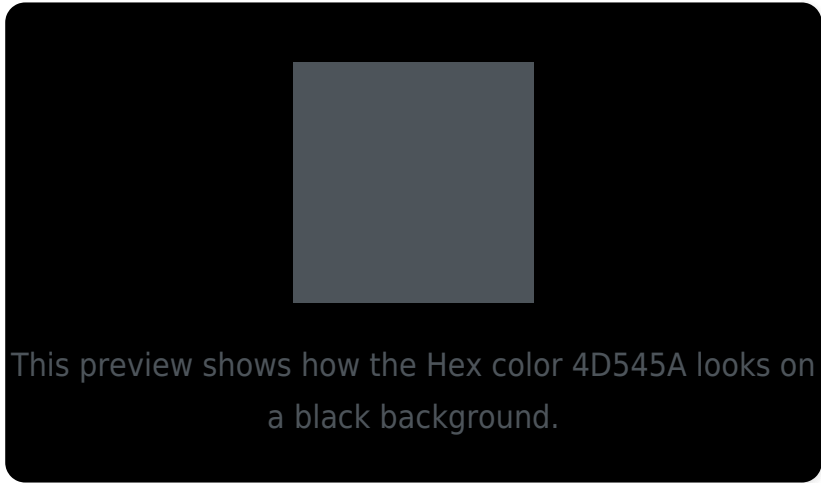 This preview shows how the Hex color 4D545A looks on
a black background.